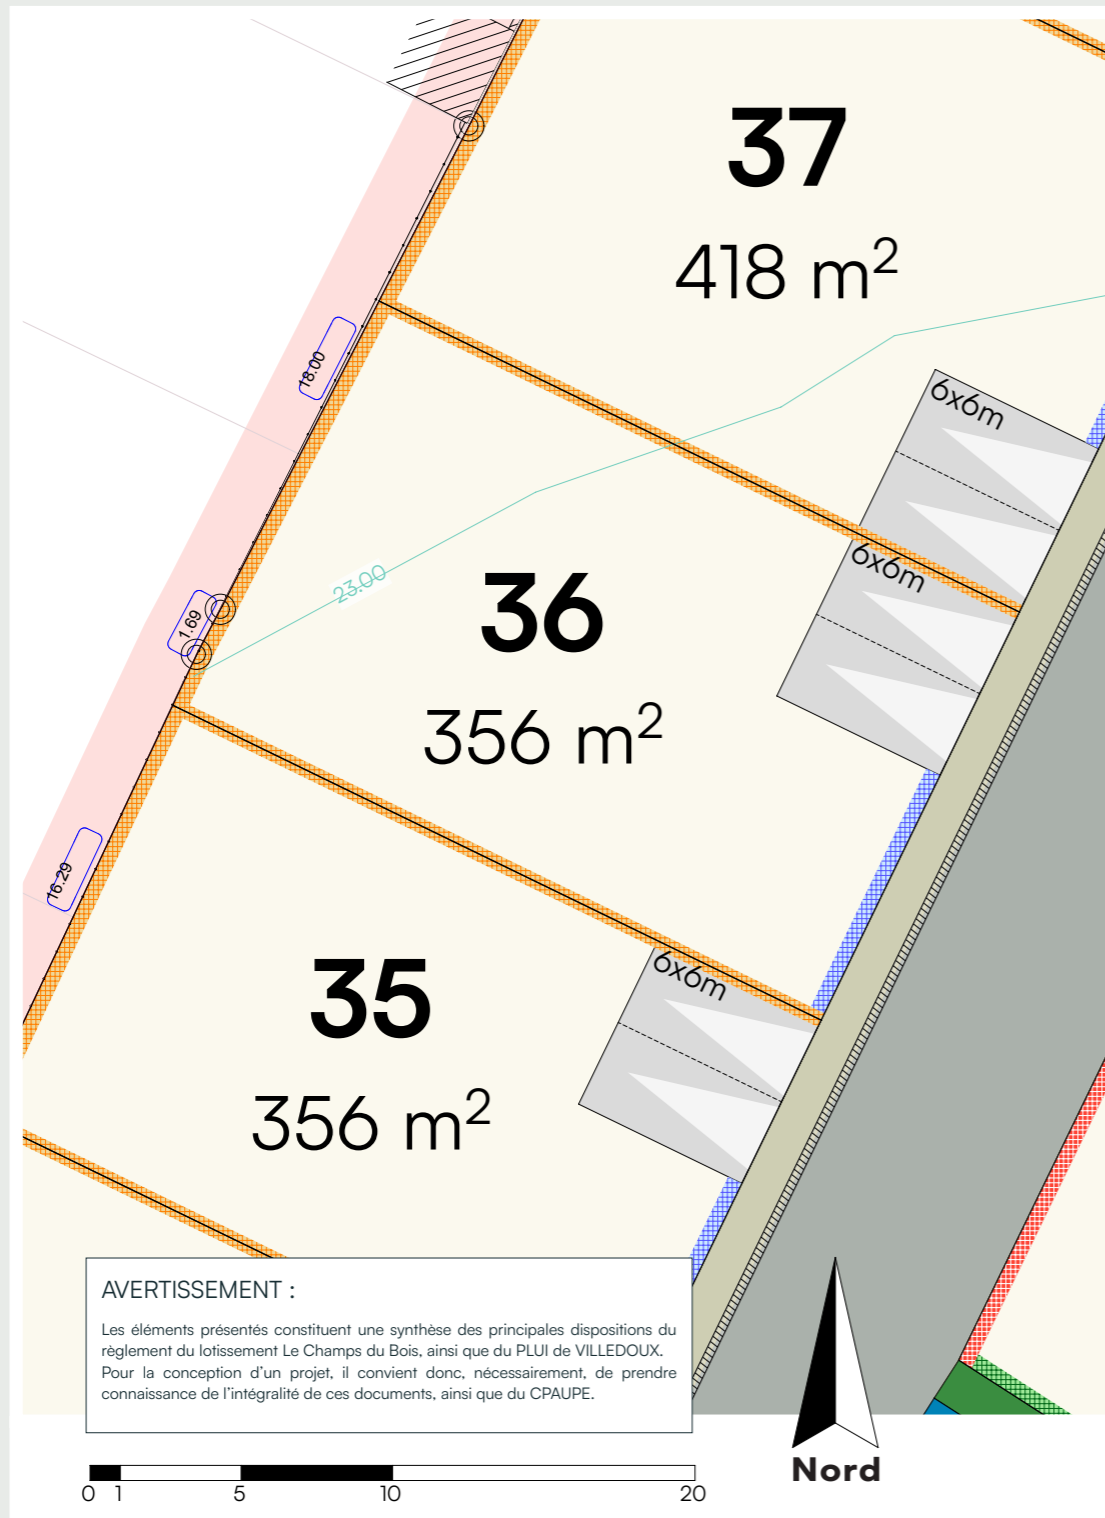 37
418 m²
18.00
6x6m
6x6m
23.00
36
1.69
356 m²
16.29
35
6x6m
356 m²
AVERTISSEMENT :
Les éléments présentés constituent une synthèse des principales dispositions du
règlement du lotissement Le Champs du Bois, ainsi que du PLUI de VILLEDOUX.
Pour la conception d'un projet, il convient donc, nécessairement, de prendre
connaissance de l'intégralité de ces documents, ainsi que du CPAUPE.
Nord
0 1 5 10 20